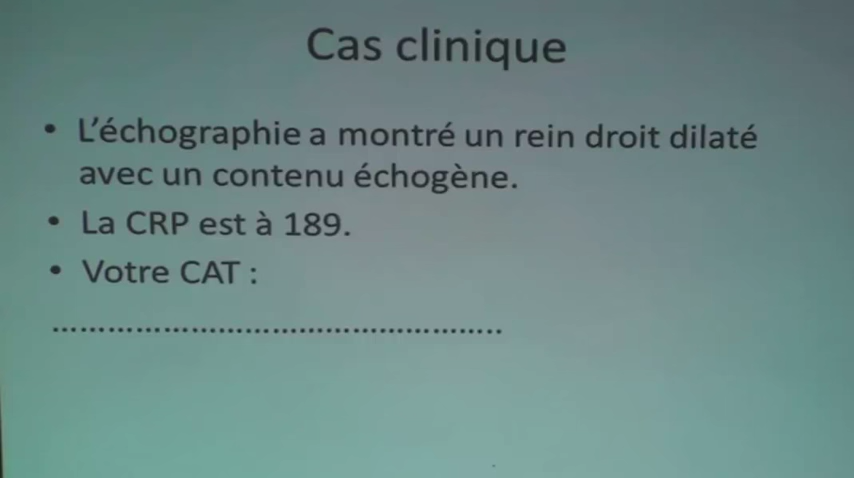 Cas clinique
• L'échographie a montré un rein droit dilaté
avec un contenu échogène.
• La CRP est à 189.
• Votre CAT :
………………………………………….